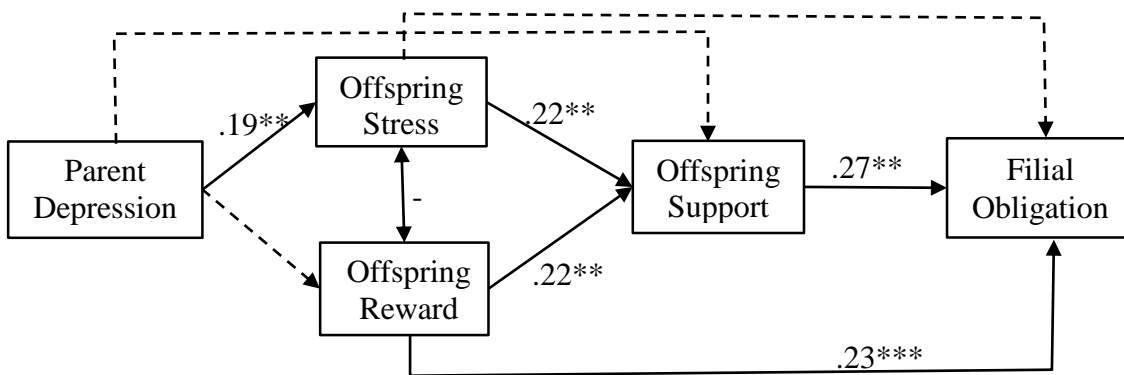 Offspring
Stress
.19**
.22**
Parent
Depression
Offspring
Support
.27**
Filial
Obligation
-
Offspring
Reward
.22**
.23***